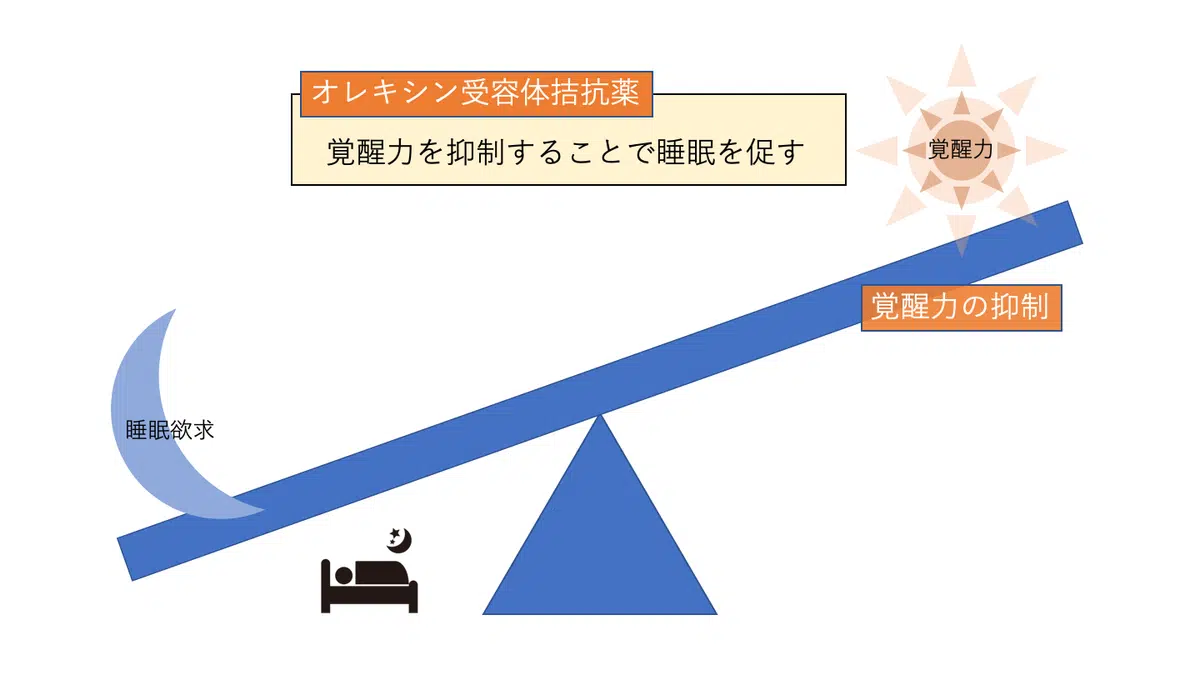 オレキシン受容体拮抗薬
覚醒力を抑制することで睡眠を促す
覚醒力
覚醒力の抑制
睡眠欲求